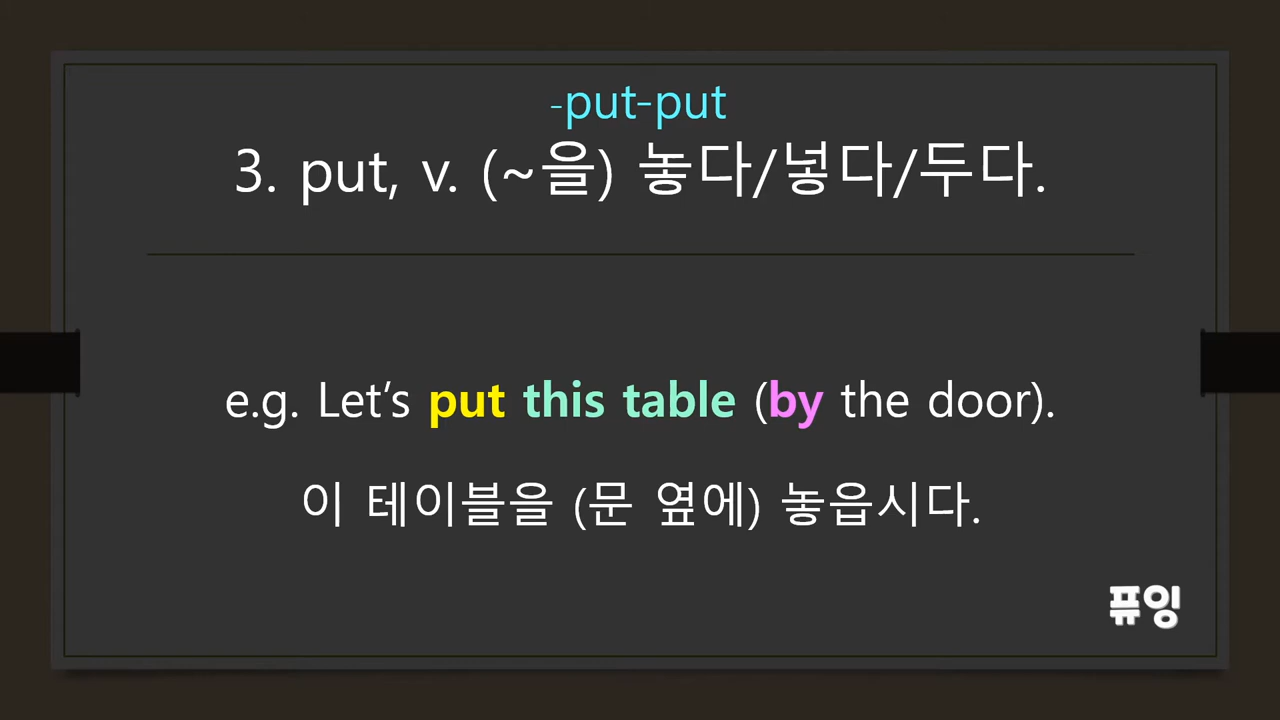 -put-put
3. put, v. (~을) 놓다/넣다/두다.
e.g. Let's put this table (by the door).
이 테이블을 (문 옆에) 놓읍시다.
퓨잉